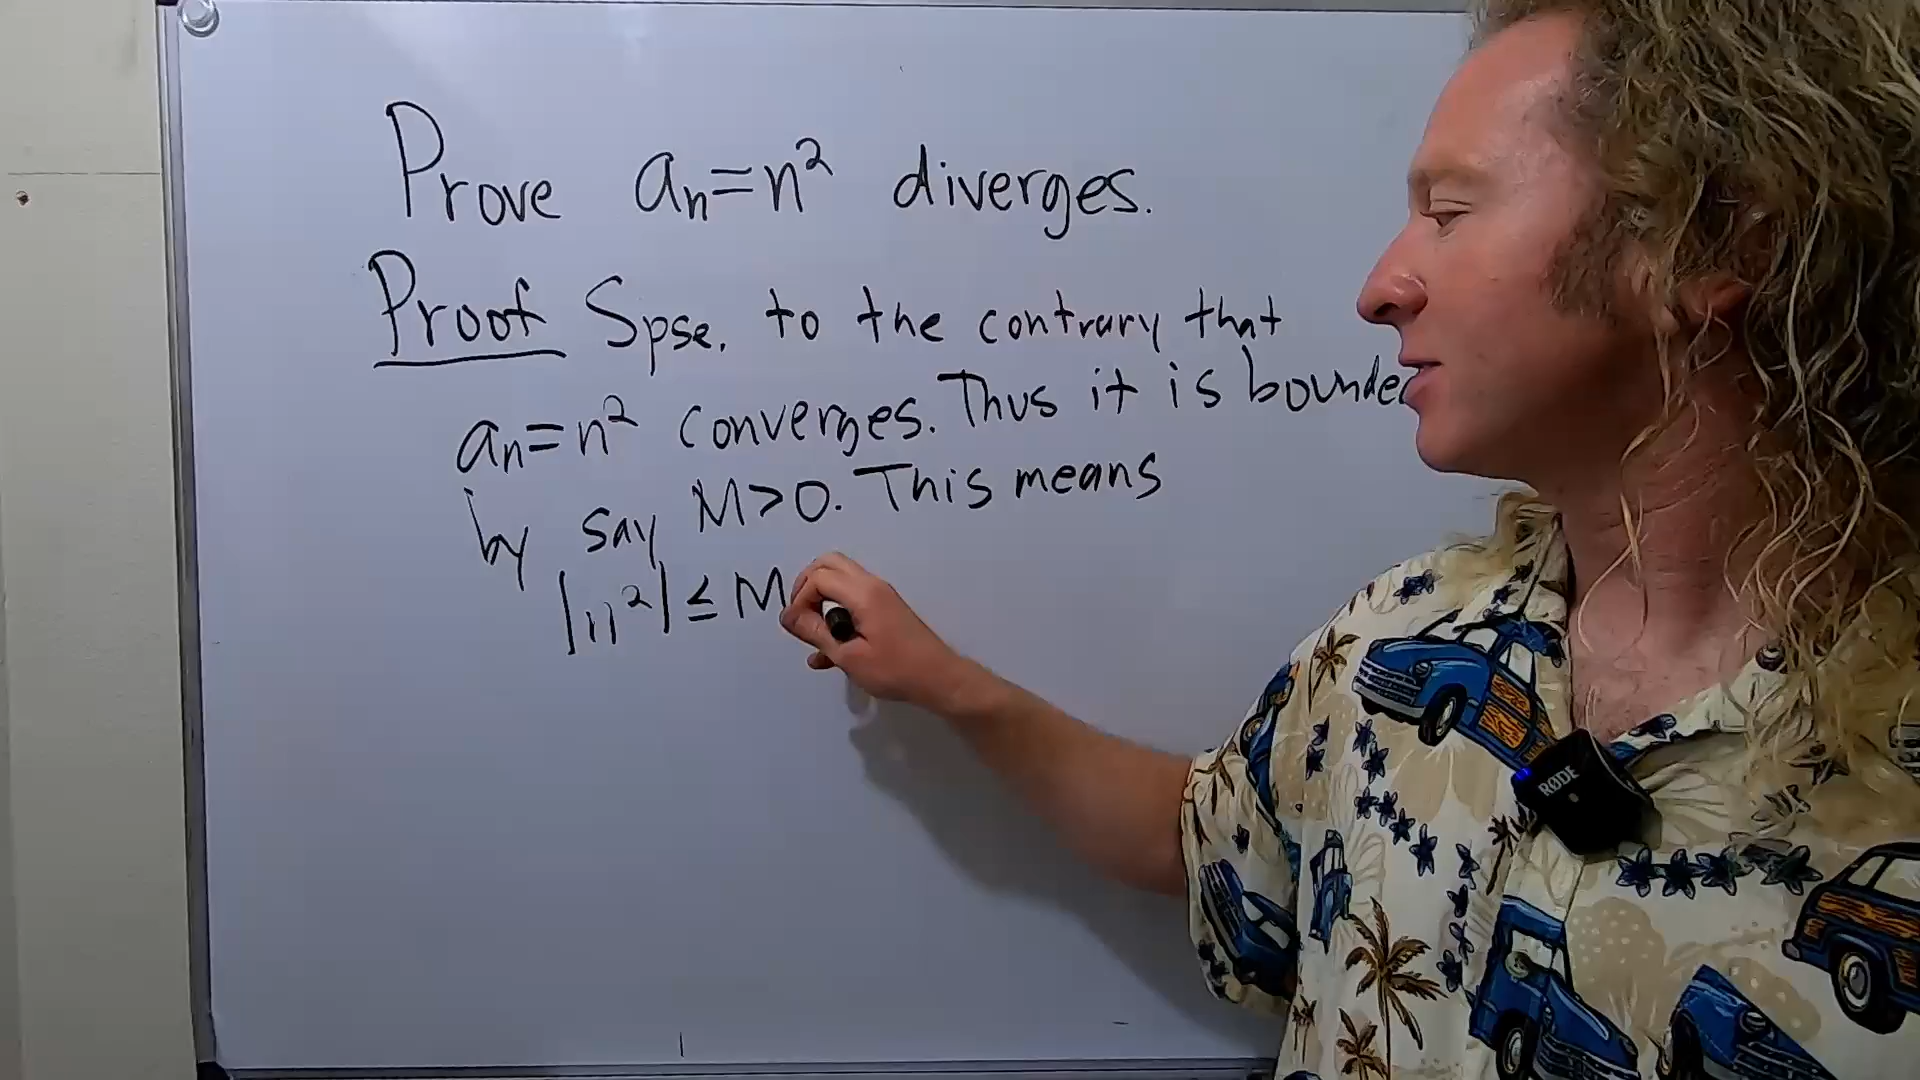 Prove aₙ=n² diverges.
Proof Spse. to the contrary that
aₙ=n² converges. Thus it is bounded
by say M>0. This means
|n²| ≤ M
RØDE